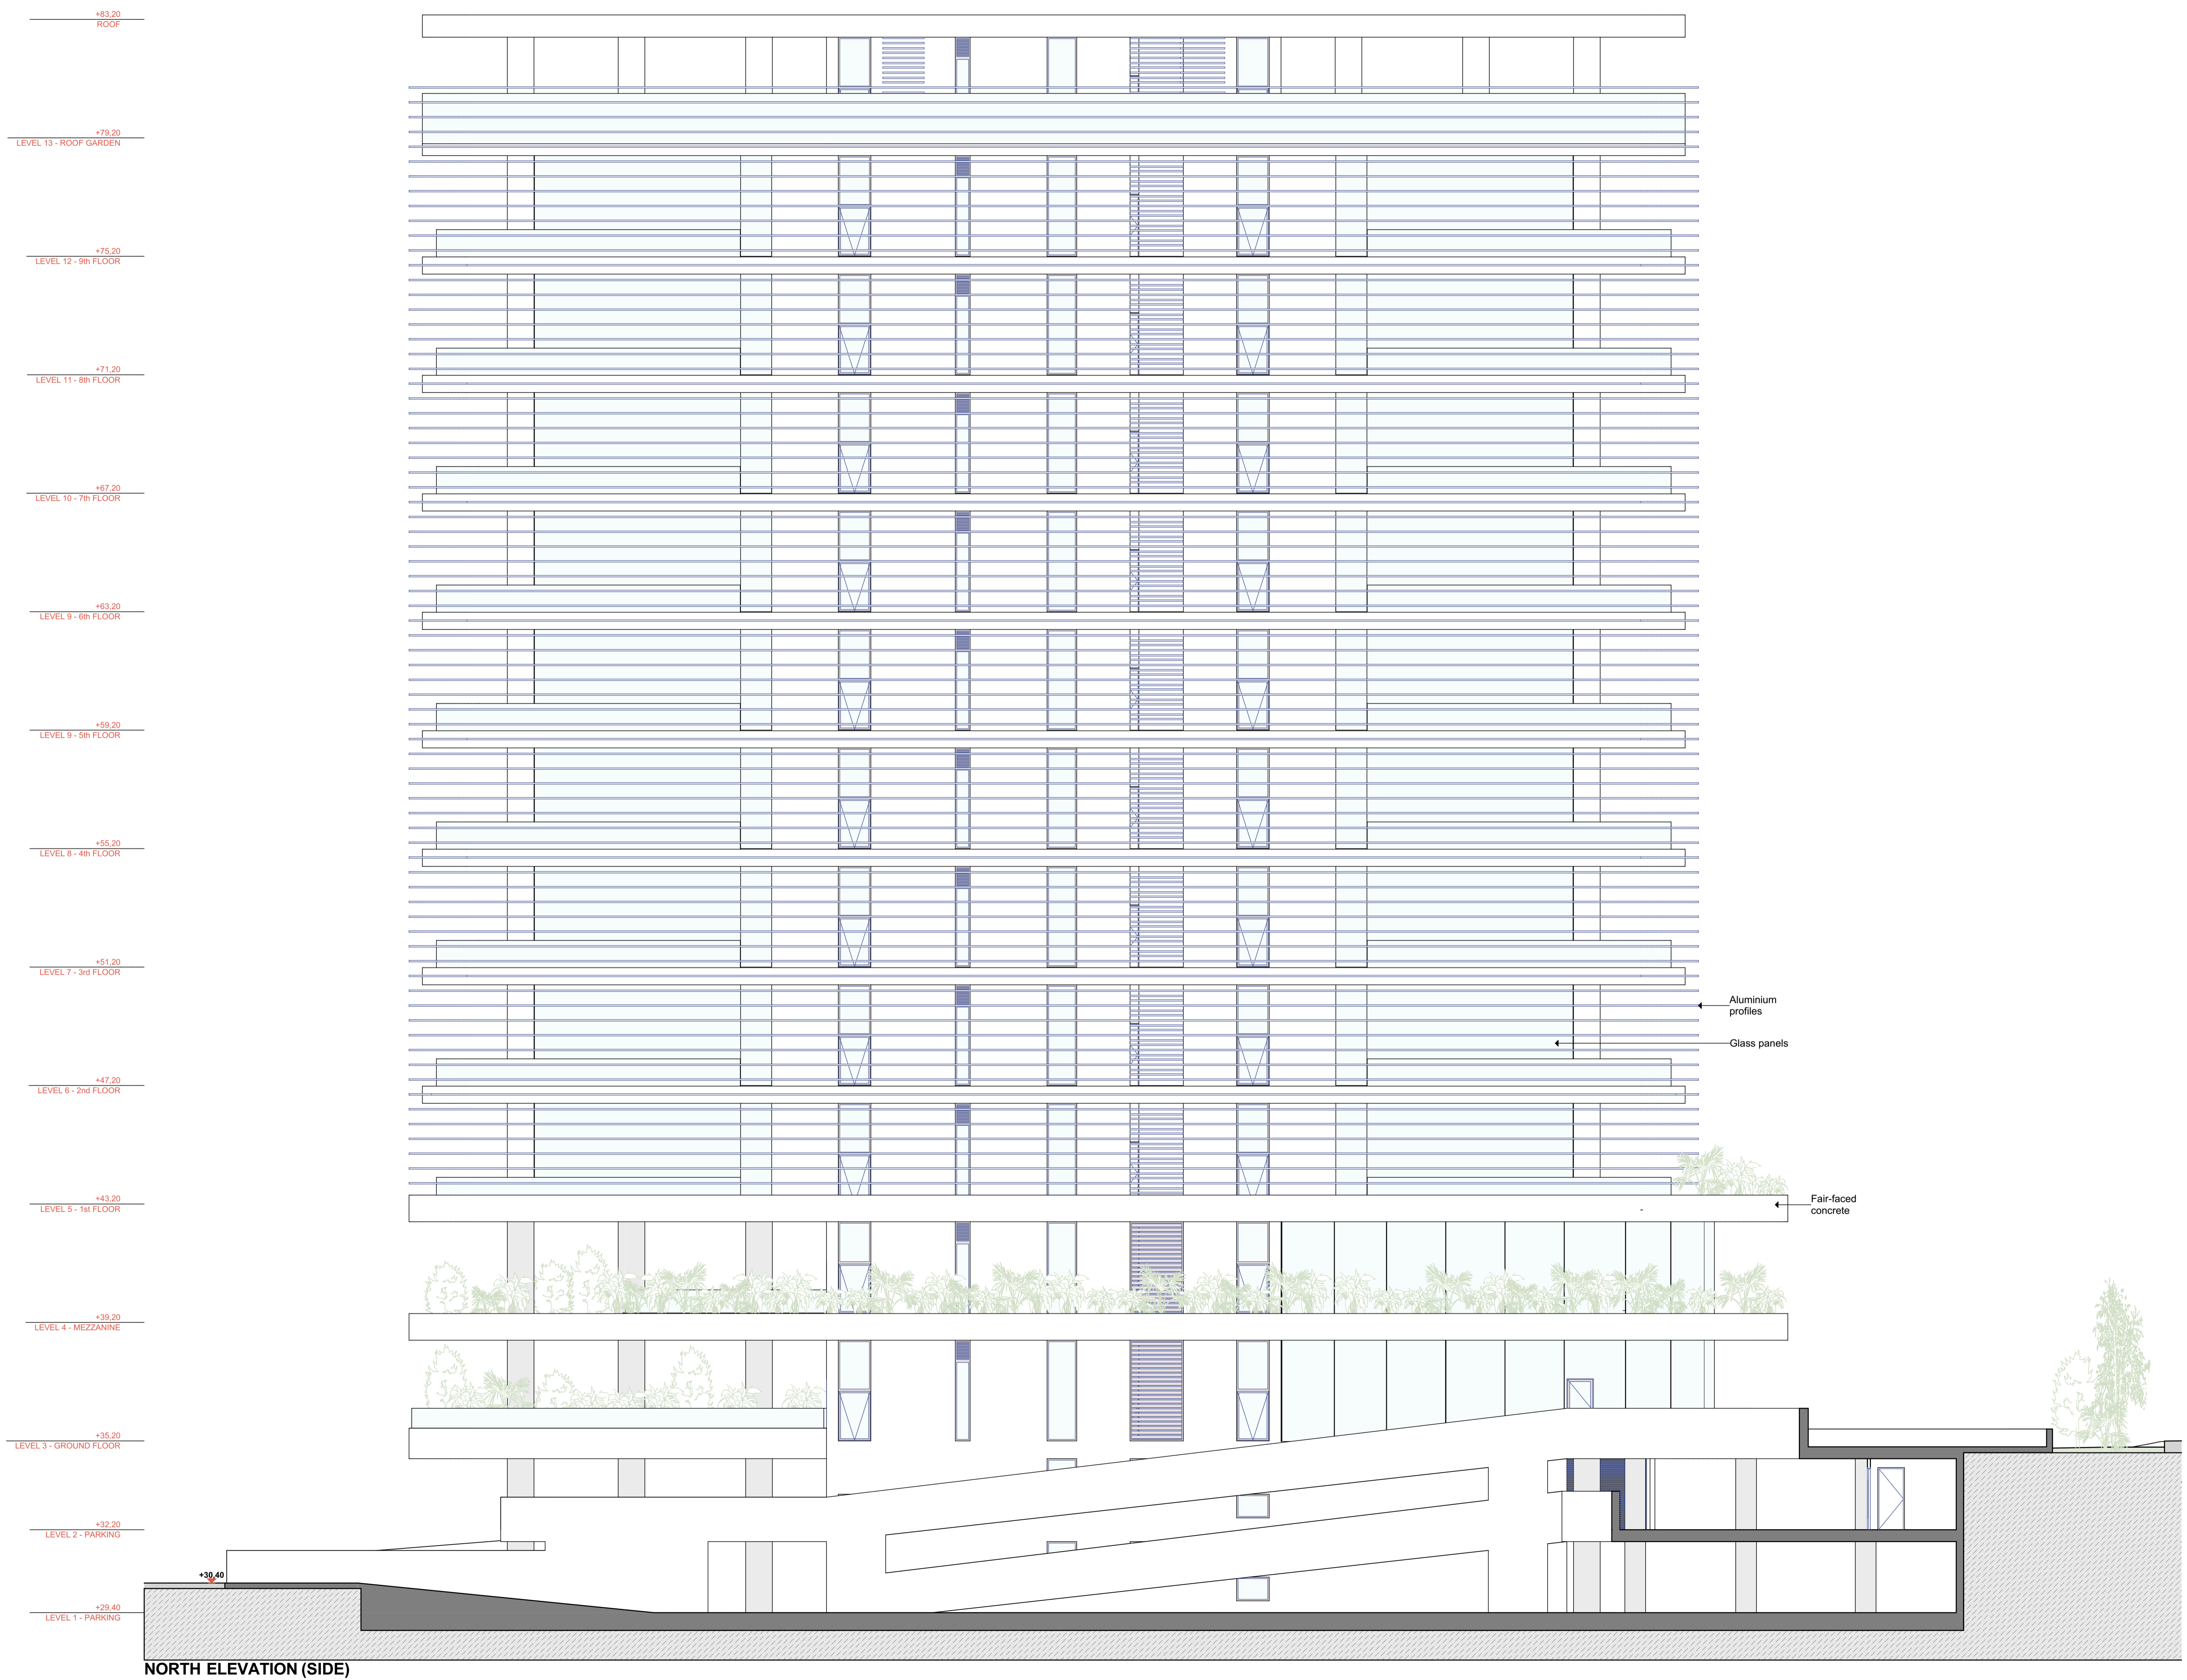 +83,20
ROOF
+79,20
LEVEL 13 - ROOF GARDEN
+75,20
LEVEL 12 - 9th FLOOR
+71,20
LEVEL 11 - 8th FLOOR
+67,20
LEVEL 10 - 7th FLOOR
+63,20
LEVEL 9 - 6th FLOOR
+59,20
LEVEL 9 - 5th FLOOR
+55,20
LEVEL 8 - 4th FLOOR
+51,20
LEVEL 7 - 3rd FLOOR
Aluminium
profiles
Glass panels
+47,20
LEVEL 6 - 2nd FLOOR
+43,20
LEVEL 5 - 1st FLOOR
Fair-faced
concrete
+39,20
LEVEL 4 - MEZZANINE
+35,20
LEVEL 3 - GROUND FLOOR
+32,20
LEVEL 2 - PARKING
+30,40
+29,40
LEVEL 1 - PARKING
NORTH ELEVATION (SIDE)